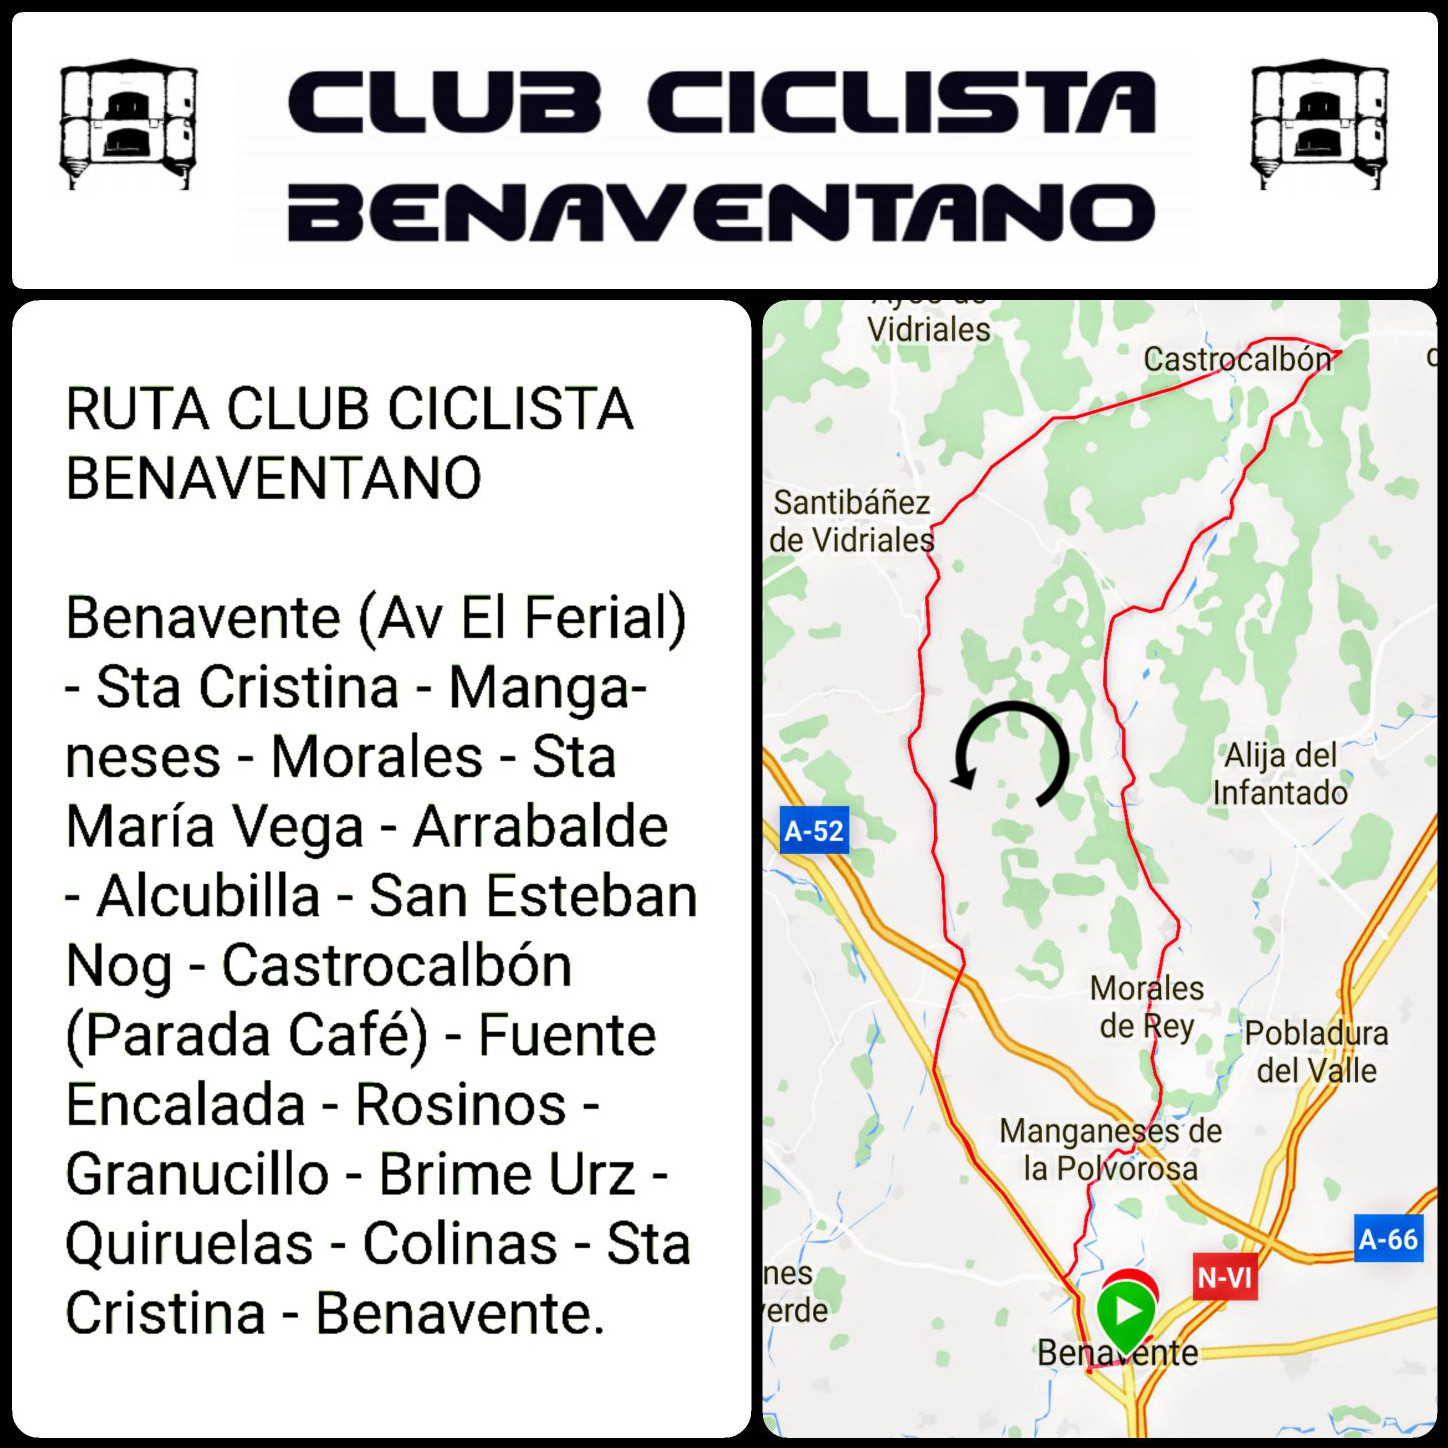 CLUB CICLISTA
BENAVENTANO
RUTA CLUB CICLISTA
BENAVENTANO
Benavente (Av El Ferial)
- Sta Cristina - Manga-
neses - Morales - Sta
María Vega - Arrabalde
- Alcubilla - San Esteban
Nog - Castrocalbón
(Parada Café) - Fuente
Encalada - Rosinos -
Granucillo - Brime Urz -
Quiruelas - Colinas - Sta
Cristina - Benavente.
Vidriales
Castrocalbón
Santibáñez
de Vidriales
Alija del
Infantado
A-52
Morales
de Rey
Pobladura
del Valle
Manganeses de
la Polvorosa
A-66
N-VI
nes
erde
Benavente